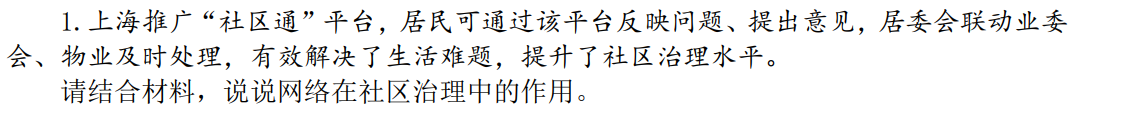 1. 上海推广“社区通”平台，居民可通过该平台反映问题、提出意见，居委会联动业委
会、物业及时处理，有效解决了生活难题，提升了社区治理水平。
请结合材料，说说网络在社区治理中的作用。